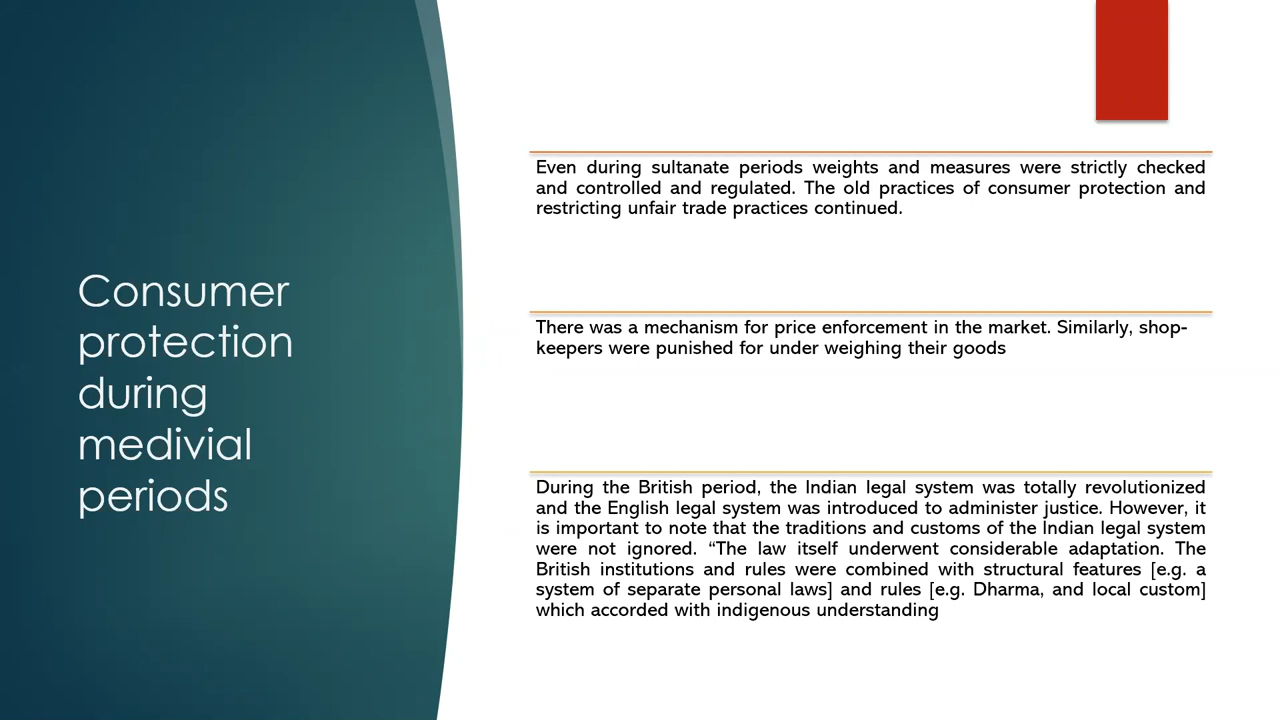 Consumer
protection
during
medivial
periods
Even during sultanate periods weights and measures were strictly checked
and controlled and regulated. The old practices of consumer protection and
restricting unfair trade practices continued.
There was a mechanism for price enforcement in the market. Similarly, shop-
keepers were punished for under weighing their goods
During the British period, the Indian legal system was totally revolutionized
and the English legal system was introduced to administer justice. However, it
is important to note that the traditions and customs of the Indian legal system
were not ignored. “The law itself underwent considerable adaptation. The
British institutions and rules were combined with structural features [e.g. a
system of separate personal laws] and rules [e.g. Dharma, and local custom]
which accorded with indigenous understanding